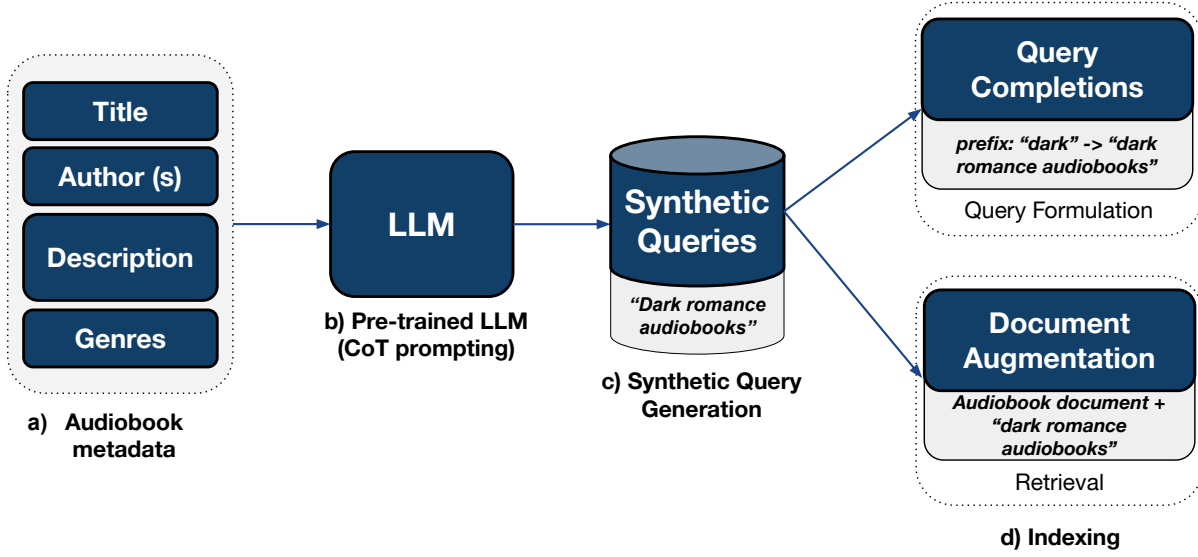 Title
Author (s)
Description
Genres
a) Audiobook
metadata
LLM
b) Pre-trained LLM
(CoT prompting)
Synthetic
Queries
“Dark romance
audiobooks”
c) Synthetic Query
Generation
Query
Completions
prefix: “dark” -> “dark
romance audiobooks”
Query Formulation
Document
Augmentation
Audiobook document +
“dark romance
audiobooks”
Retrieval
d) Indexing